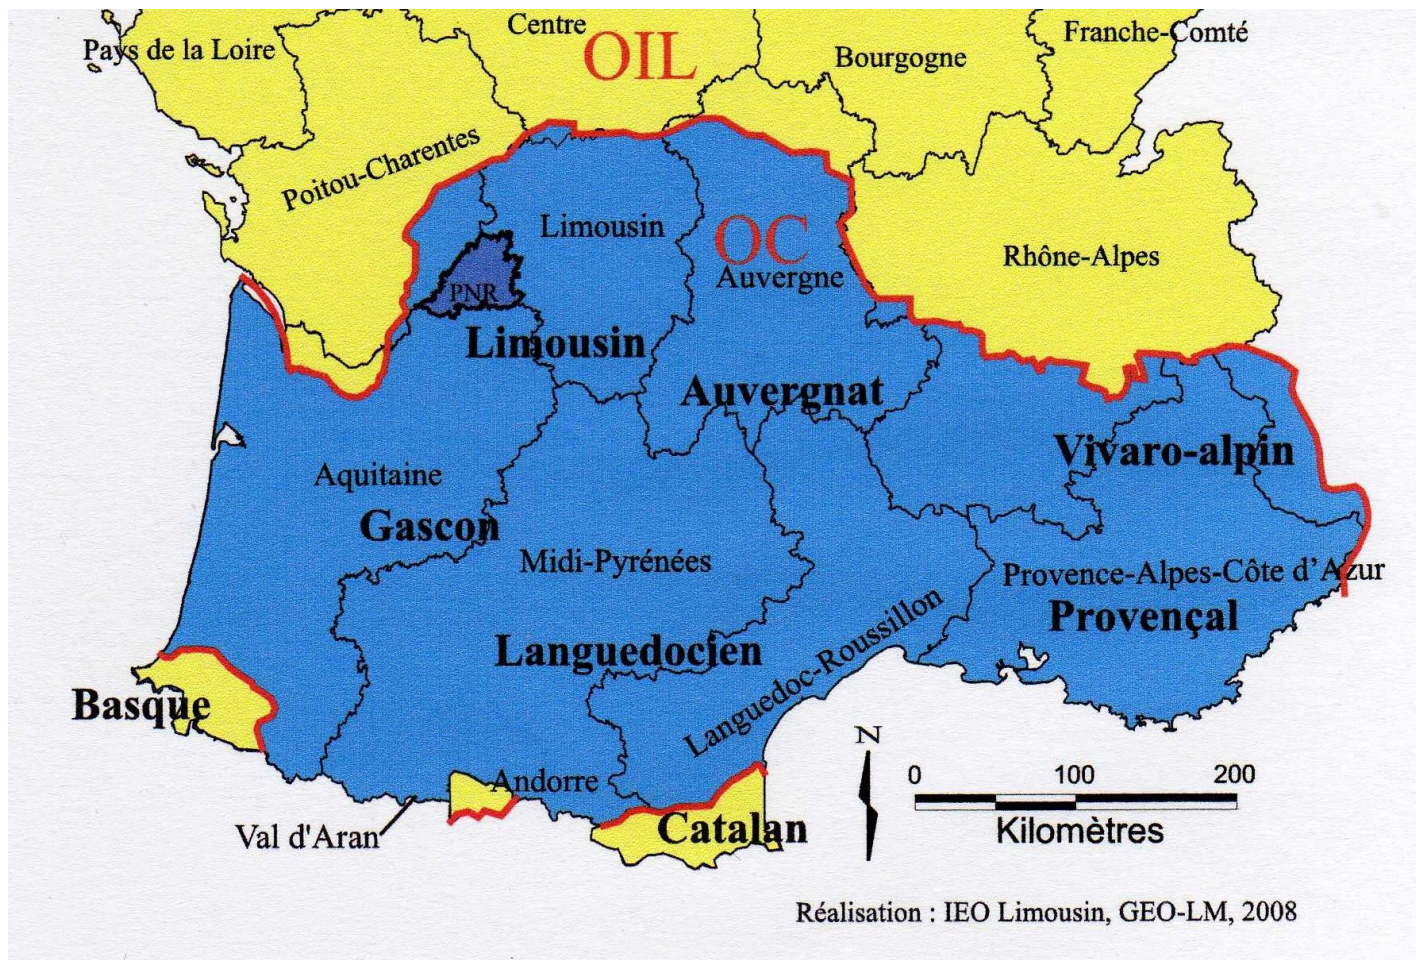 Centre
Franche-Comté
Pays de la Loire
OIL
Bourgogne
Poitou-Charentes
Limousin
OC
Auvergne
Rhône-Alpes
PNR
Limousin
Auvergnat
Vivaro-alpin
Aquitaine
Gascon
Midi-Pyrénées
Provence-Alpes-Côte d'Azur
Provençal
Languedocien
Languedoc-Roussillon
Basque
N
Andorre
0 100 200
Val d'Aran
Catalan
Kilomètres
Réalisation : IEO Limousin, GEO-LM, 2008